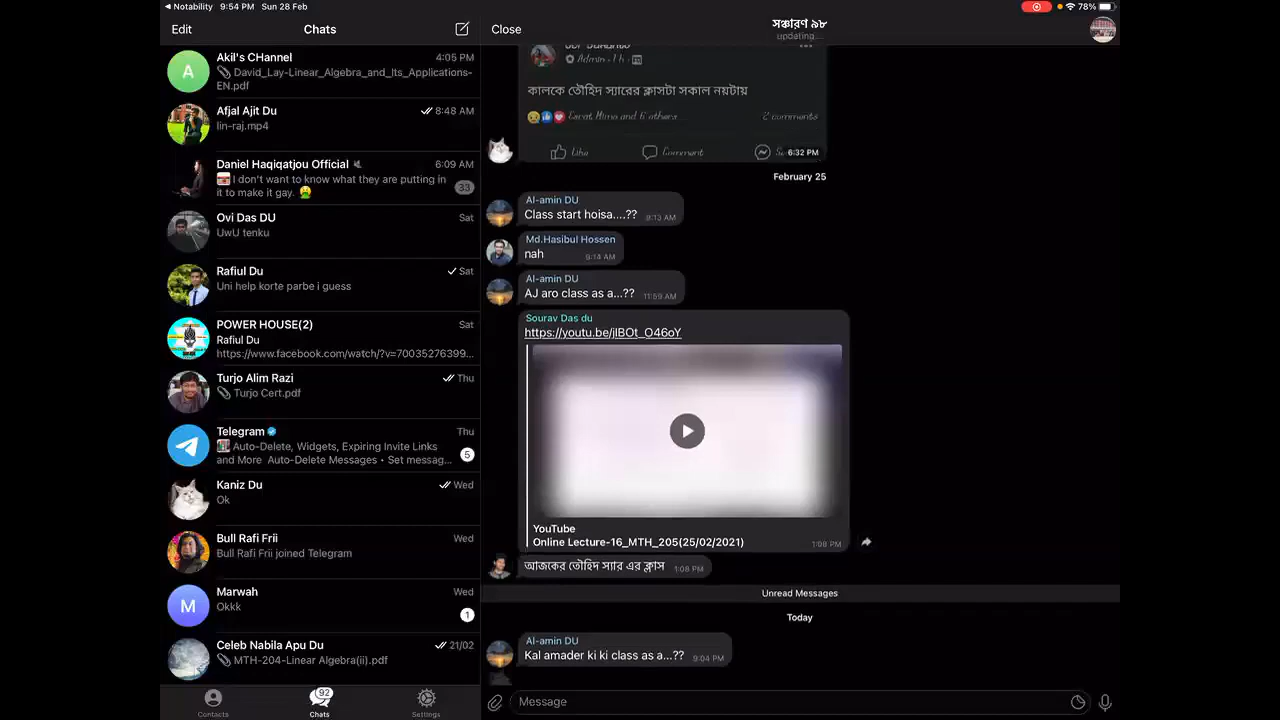 Notability 9:54 PM Sun 28 Feb
78%
Edit
Chats
Akil's CHannel 4:05 PM
David_Lay-Linear_Algebra_and_Its_Applications-
EN.pdf
Afjal Ajit Du 8:48 AM
lin-raj.mp4
Daniel Haqiqatjou Official 6:09 AM
I don't want to know what they are putting in
it to make it gay. 🤮 33
Ovi Das DU Sat
UwU tenku
Rafiul Du Sat
Uni help korte parbe i guess
POWER HOUSE(2) Sat
Rafiul Du
https://www.facebook.com/watch/?v=70035276399...
Turjo Alim Razi Thu
Turjo Cert.pdf
Telegram Thu
Auto-Delete, Widgets, Expiring Invite Links
and More Auto-Delete Messages • Set messag... 5
Kaniz Du Wed
Ok
Bull Rafi Frii Wed
Bull Rafi Frii joined Telegram
Marwah Wed
M
Okkk 1
Celeb Nabila Apu Du 21/02
MTH-204-Linear Algebra(ii).pdf
A
92
Contacts
Chats
Settings
Close
সঞ্চারণ ৯৮
updating...
Admin · 1 h
কালকে তৌহিদ স্যারের ক্লাসটা সকাল নয়টায়
and 6 others 2 comments
Like Comment
6:32 PM
February 25
Al-amin DU
Class start hoisa....?? 9:13 AM
Md.Hasibul Hossen
nah 9:14 AM
Al-amin DU
AJ aro class as a...?? 11:59 AM
Sourav Das du
https://youtu.be/jlBOt_O46oY
YouTube
Online Lecture-16_MTH_205(25/02/2021) 1:08 PM
আজকের তৌহিদ স্যার এর ক্লাস 1:08 PM
Unread Messages
Today
Al-amin DU
Kal amader ki ki class as a...?? 9:04 PM
Message